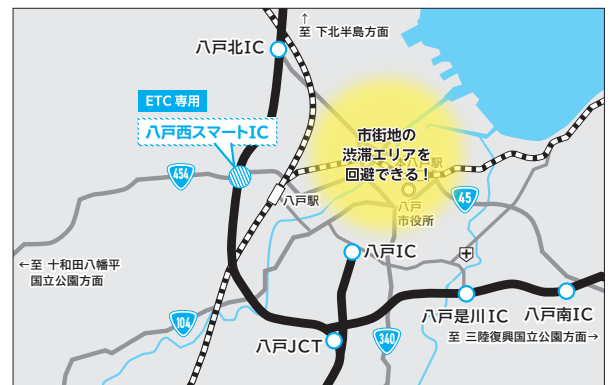 ↑
至 下北半島方面
八戸北IC
ETC 専用
八戸西スマートIC
市街地の
渋滞エリアを
回避できる！
本八戸駅
454
八戸駅
八戸
市役所
45
←至 十和田八幡平
国立公園方面
八戸IC
104
八戸JCT
340
八戸是川IC
八戸南IC
至 三陸復興国立公園方面→